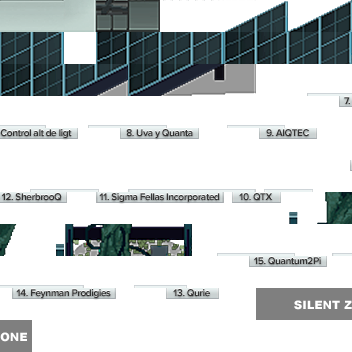 7.
Control alt de ligt
8. Uva y Quanta
9. AIQTEC
12. SherbrooQ
11. Sigma Fellas Incorporated
10. QTX
15. Quantum2Pi
14. Feynman Prodigies
13. Qurie
SILENT Z
ONE